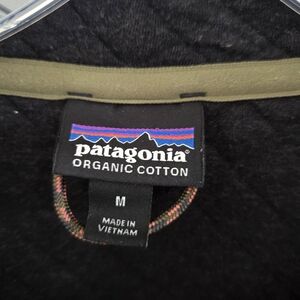 patagonia®
ORGANIC COTTON
M
MADE IN
VIETNAM